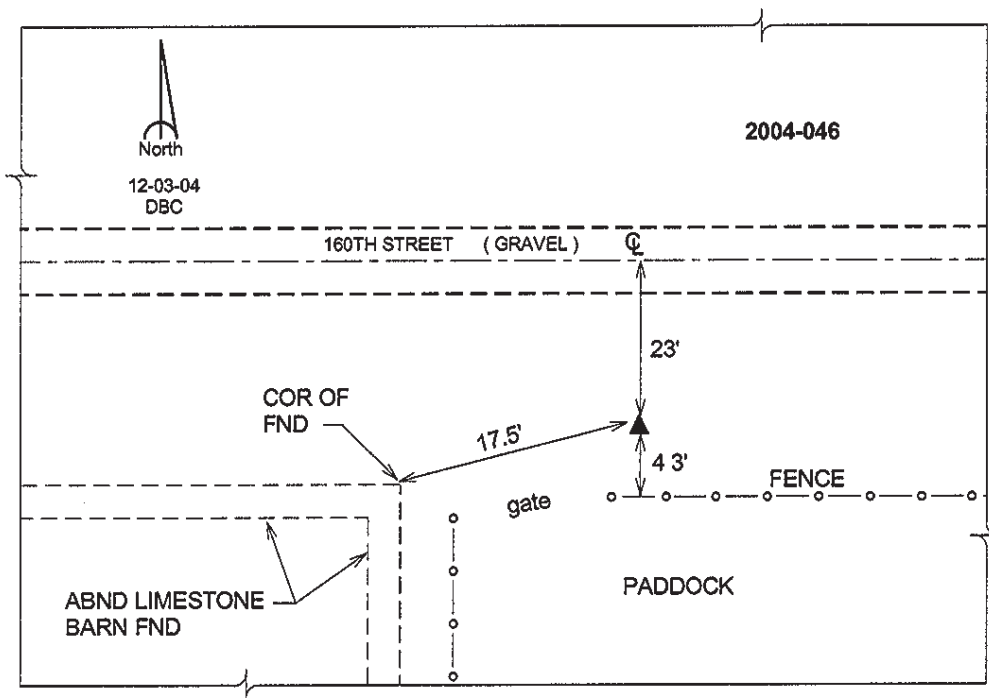 2004-046
North
12-03-04
DBC
160TH STREET ( GRAVEL ) ℄
23'
COR OF
FND
17.5'
4 3'
FENCE
gate
ABND LIMESTONE
BARN FND
PADDOCK